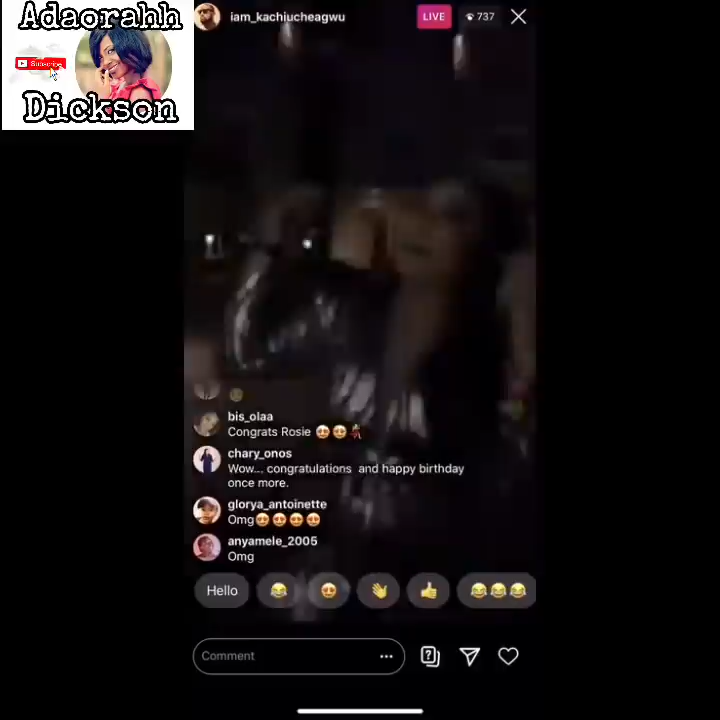 Adaorahh
Subscribe
Dickson
iam_kachiucheagwu
LIVE
737
bis_olaa
Congrats Rosie 😍😍💃
chary_onos
Wow... congratulations and happy birthday
once more.
glorya_antoinette
Omg😍😍😍😍
anyamele_2005
Omg
Hello 😂 😍 👋 👍 😂😂😂
Comment